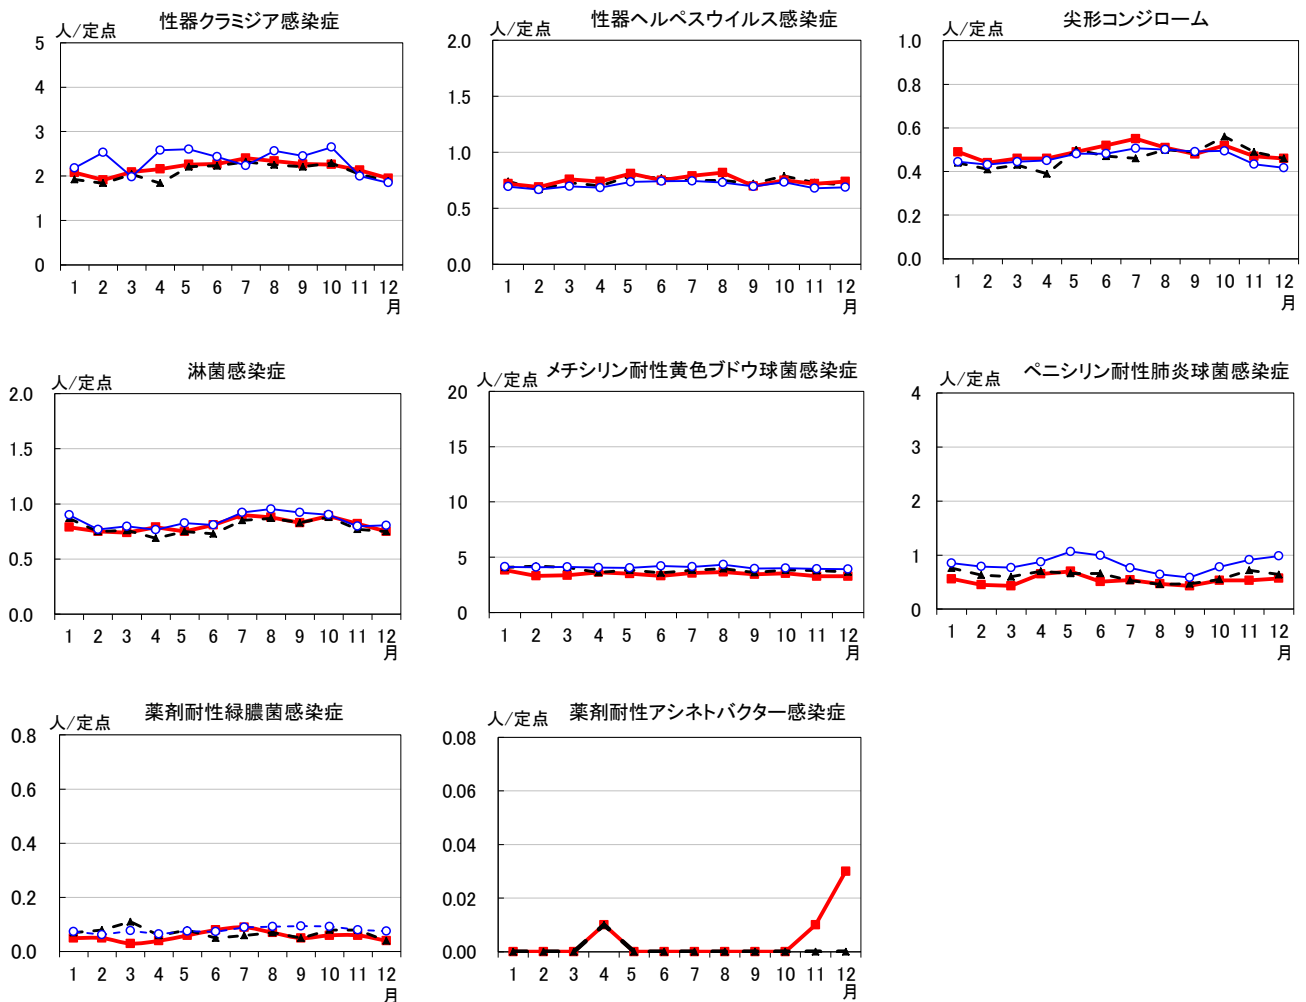 性器クラミジア感染症
人/定点
5
4
3
2
1
0
1 2 3 4 5 6 7 8 9 10 11 12
月
性器ヘルペスウイルス感染症
人/定点
2.0
1.5
1.0
0.5
0.0
1 2 3 4 5 6 7 8 9 10 11 12
月
尖形コンジローム
人/定点
1.0
0.8
0.6
0.4
0.2
0.0
1 2 3 4 5 6 7 8 9 10 11 12
月
淋菌感染症
人/定点
2.0
1.5
1.0
0.5
0.0
1 2 3 4 5 6 7 8 9 10 11 12
月
メチシリン耐性黄色ブドウ球菌感染症
人/定点
20
15
10
5
0
1 2 3 4 5 6 7 8 9 10 11 12
月
ペニシリン耐性肺炎球菌感染症
人/定点
4
3
2
1
0
1 2 3 4 5 6 7 8 9 10 11 12
月
薬剤耐性緑膿菌感染症
人/定点
0.8
0.6
0.4
0.2
0.0
1 2 3 4 5 6 7 8 9 10 11 12
月
薬剤耐性アシネトバクター感染症
人/定点
0.08
0.06
0.04
0.02
0.00
1 2 3 4 5 6 7 8 9 10 11 12
月